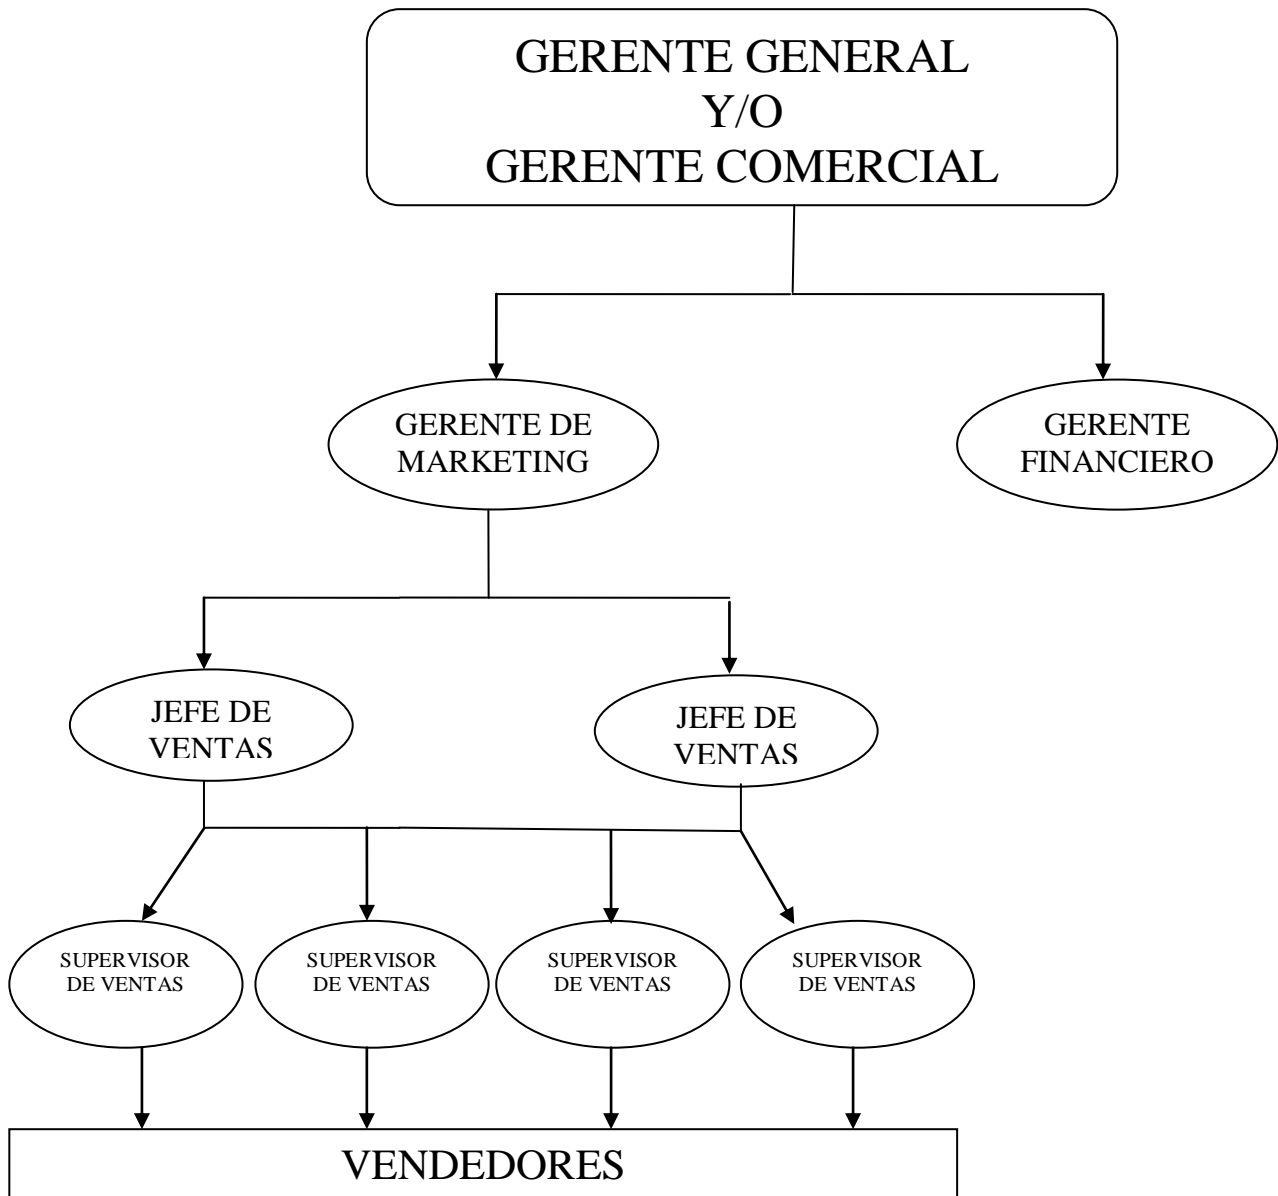 GERENTE GENERAL
Y/O
GERENTE COMERCIAL
GERENTE DE
MARKETING
GERENTE
FINANCIERO
JEFE DE
VENTAS
JEFE DE
VENTAS
SUPERVISOR
DE VENTAS
SUPERVISOR
DE VENTAS
SUPERVISOR
DE VENTAS
SUPERVISOR
DE VENTAS
VENDEDORES